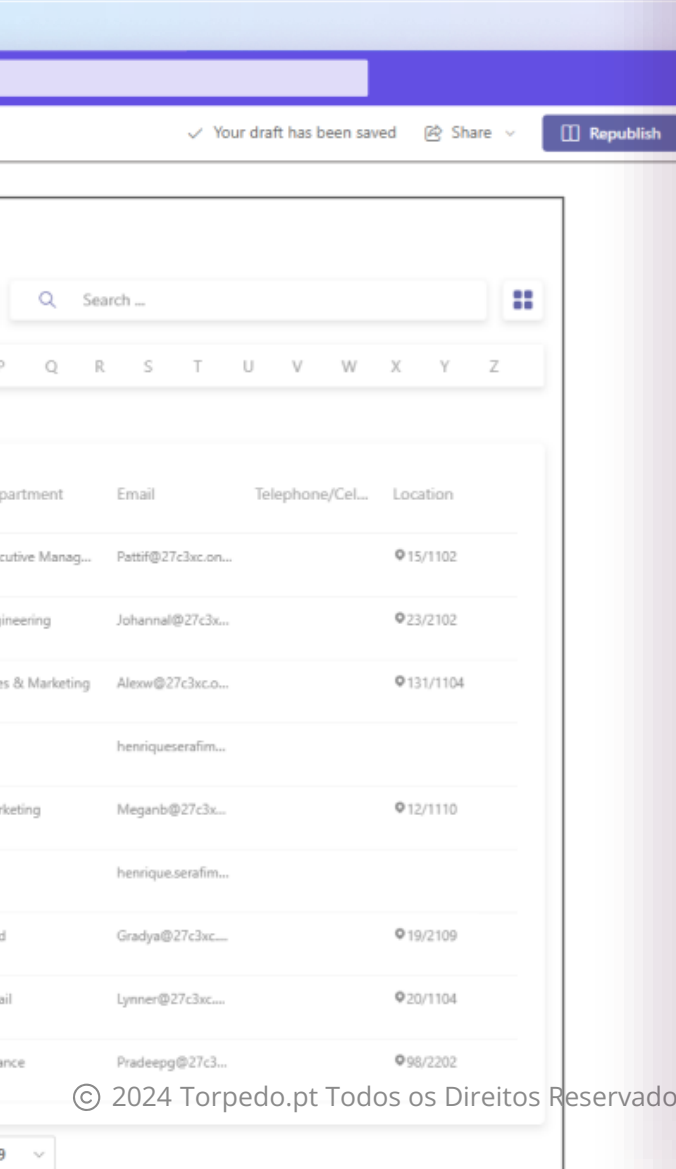 Your draft has been saved Share Republish
Search ...
P Q R S T U V W X Y Z
partment Email Telephone/Cel... Location
cutive Manag... Pattif@27c3xc.on... 15/1102
gineering Johannal@27c3x... 23/2102
es & Marketing Alexw@27c3xc.o... 131/1104
henriqueserafim...
rketing Meganb@27c3x... 12/1110
henrique.serafim...
d Gradya@27c3xc.... 19/2109
ail Lynner@27c3xc.... 20/1104
ance Pradeepg@27c3... 98/2202
© 2024 Torpedo.pt Todos os Direitos Reservado
9